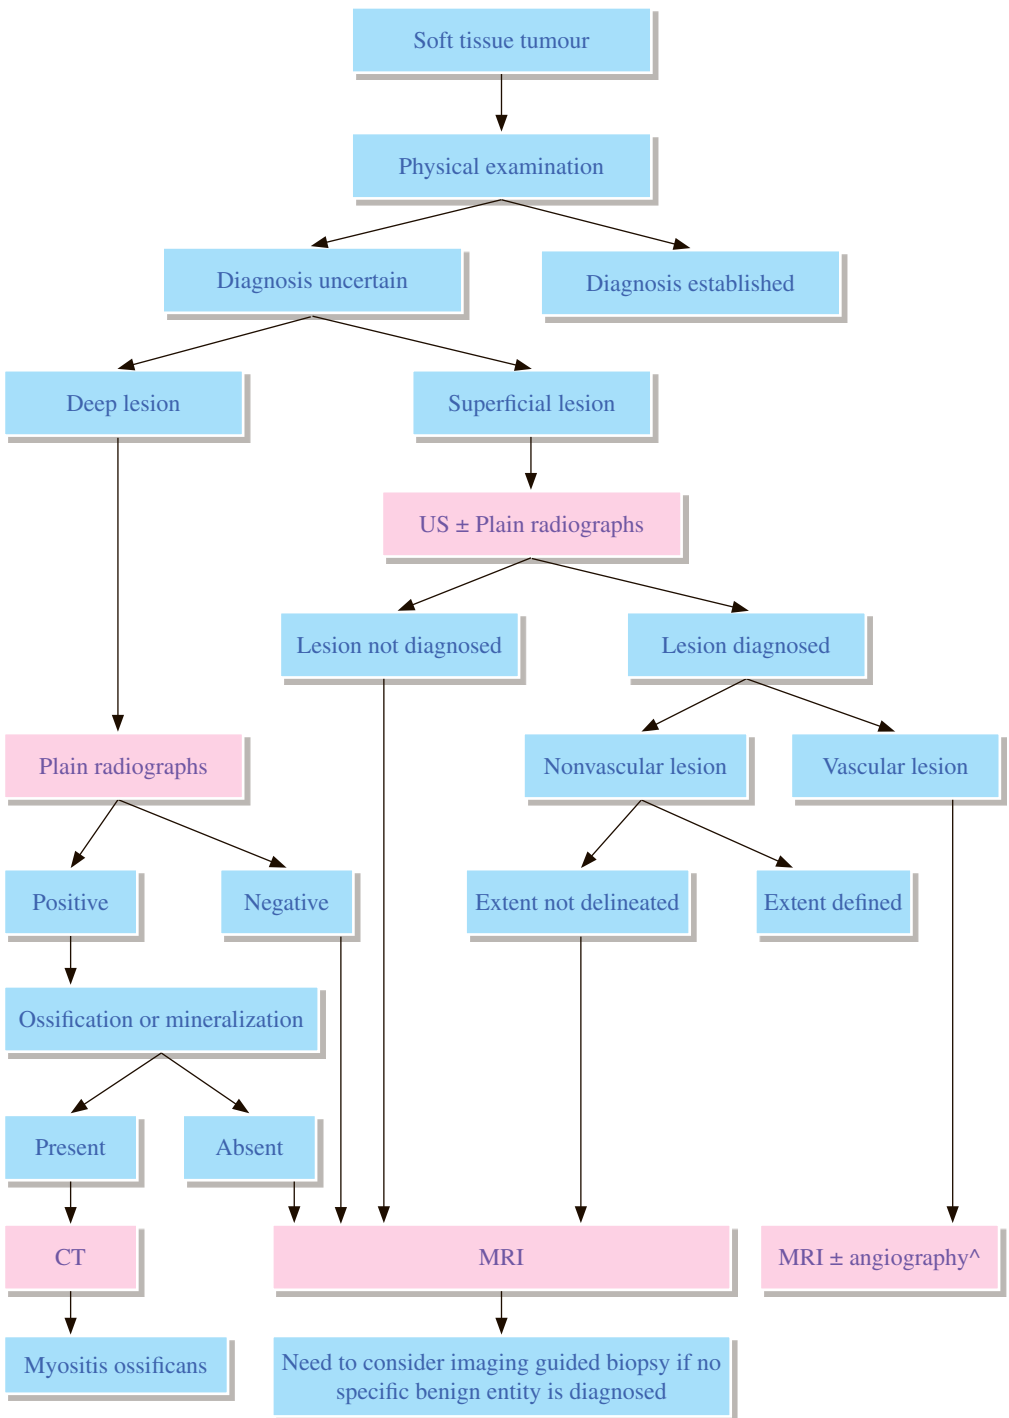 Soft tissue tumour
Physical examination
Diagnosis uncertain
Diagnosis established
Deep lesion
Superficial lesion
US ± Plain radiographs
Lesion not diagnosed
Lesion diagnosed
Plain radiographs
Nonvascular lesion
Vascular lesion
Positive
Negative
Extent not delineated
Extent defined
Ossification or mineralization
Present
Absent
CT
MRI
MRI ± angiography^
Myositis ossificans
Need to consider imaging guided biopsy if no
specific benign entity is diagnosed